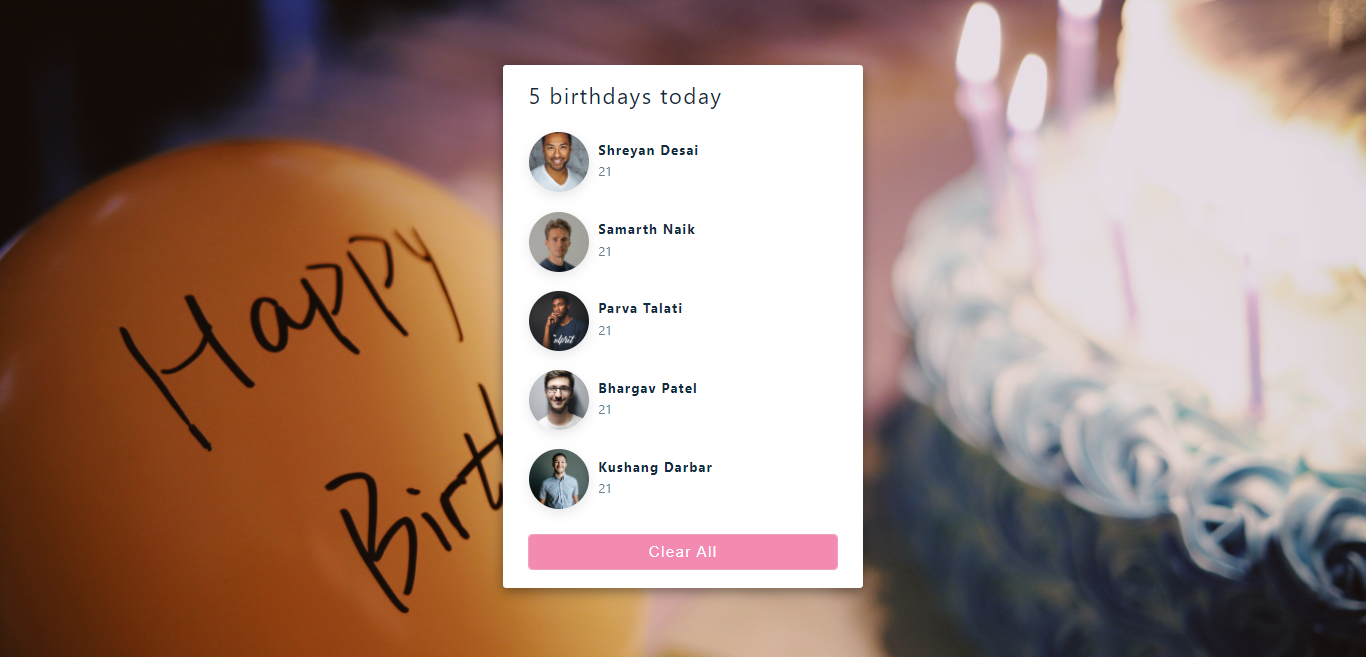 5 birthdays today
Shreyan Desai
21
Samarth Naik
21
Parva Talati
21
Bhargav Patel
21
Kushang Darbar
21
Clear All
Happy
Birth